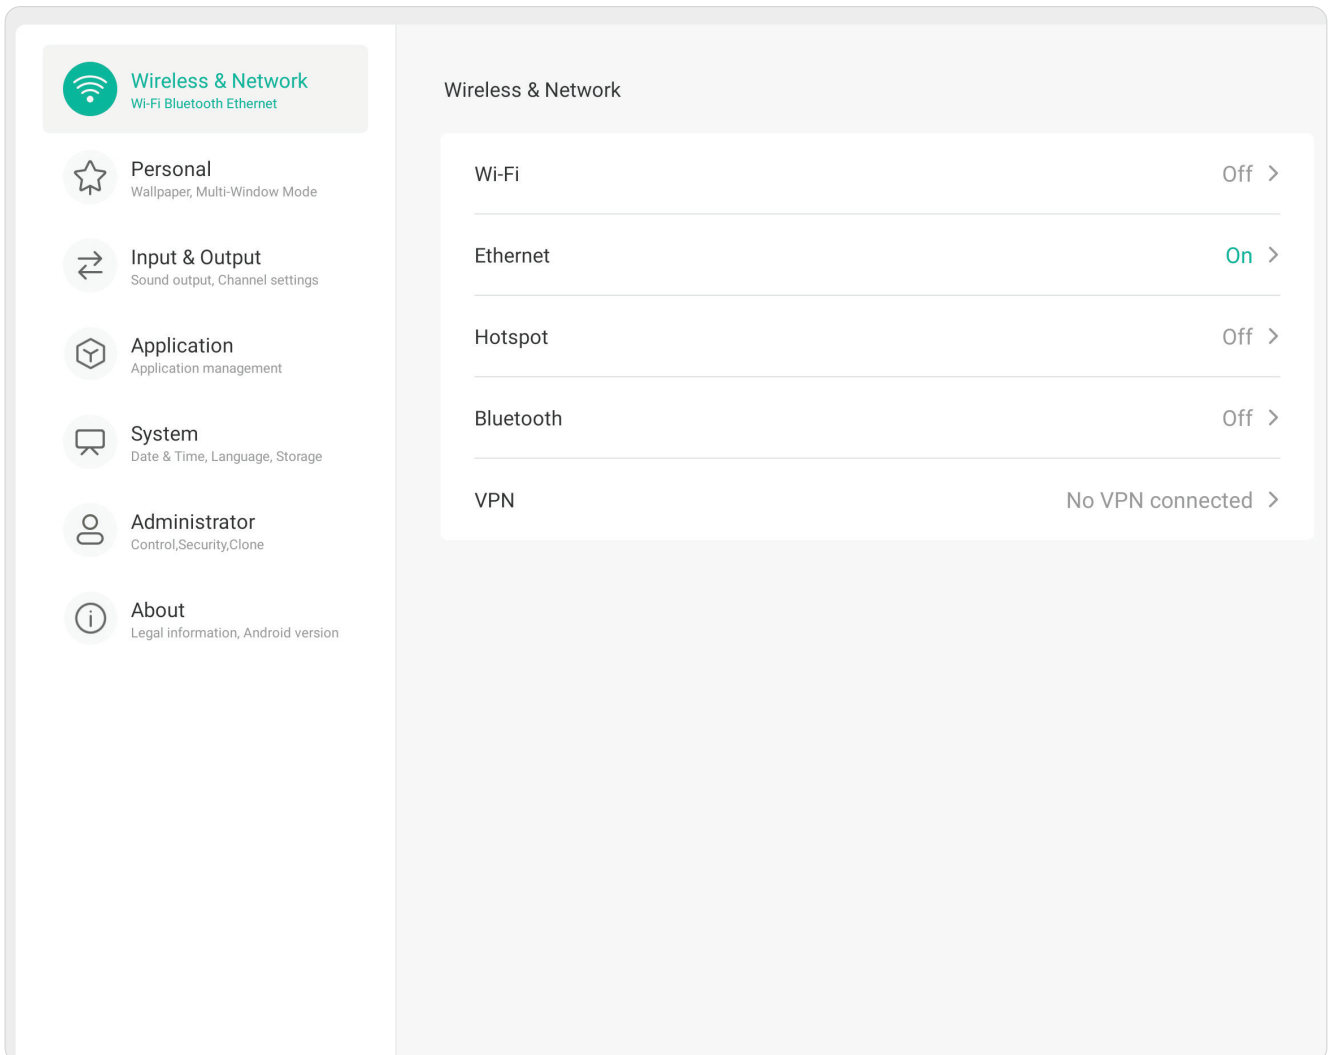 Wireless & Network
Wi-Fi Bluetooth Ethernet
Personal
Wallpaper, Multi-Window Mode
Input & Output
Sound output, Channel settings
Application
Application management
System
Date & Time, Language, Storage
Administrator
Control,Security,Clone
About
Legal information, Android version
Wireless & Network
Wi-Fi Off
Ethernet On
Hotspot Off
Bluetooth Off
VPN No VPN connected